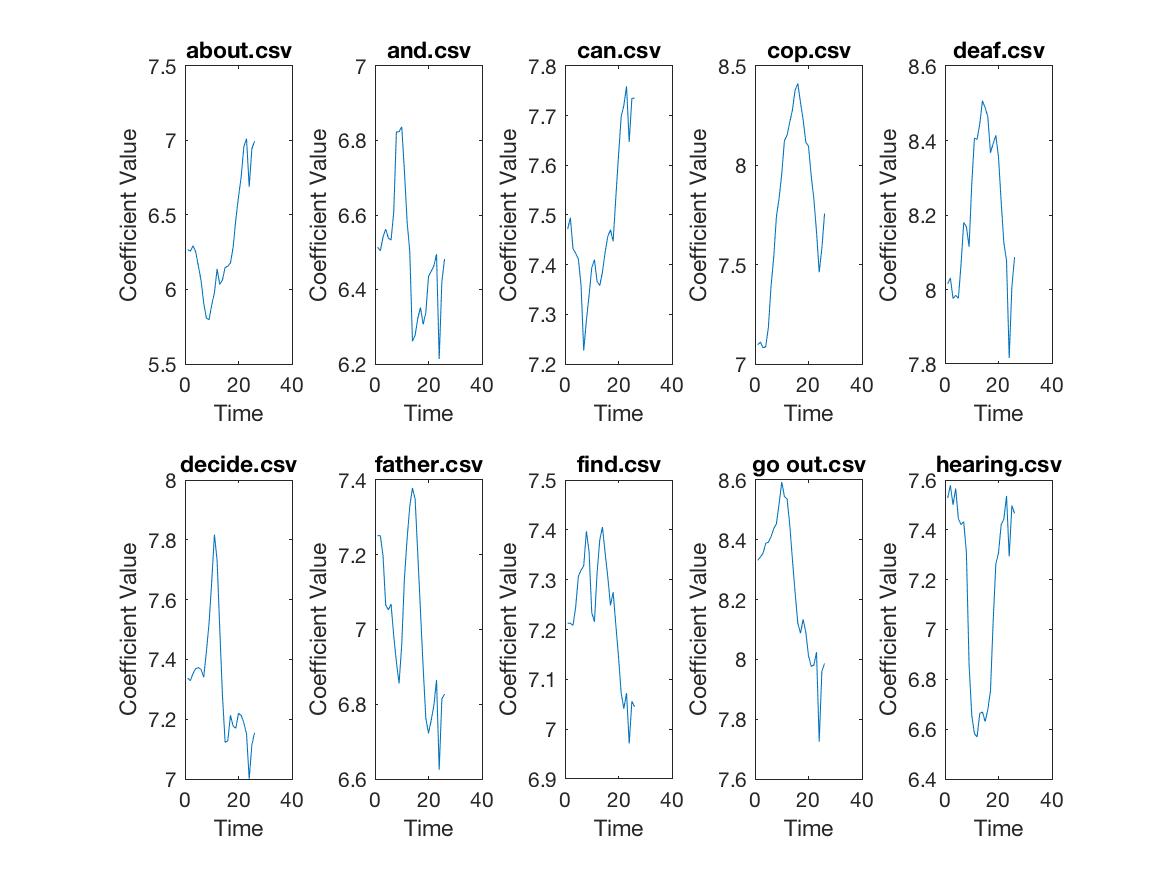 about.csv and.csv can.csv cop.csv deaf.csv
7.5 7 7.8 8.5 8.6
7.7
7 6.8 8.4
7.6
8
6.5 6.6 7.5 8.2
7.4
7.5
6 6.4 8
7.3
5.5 6.2 7.2 7 7.8
Coefficient Value Coefficient Value Coefficient Value Coefficient Value Coefficient Value
0 20 40 0 20 40 0 20 40 0 20 40 0 20 40
Time Time Time Time Time
decide.csv father.csv find.csv go out.csv hearing.csv
8 7.4 7.5 8.6 7.6
7.8 7.4 8.4
7.2 7.4
7.6 7.3 8.2 7.2
7 7.2 7
7.4 8
7.1 6.8
7.2 6.8 7 7.8 6.6
7 6.6 6.9 7.6 6.4
Coefficient Value Coefficient Value Coefficient Value Coefficient Value Coefficient Value
0 20 40 0 20 40 0 20 40 0 20 40 0 20 40
Time Time Time Time Time